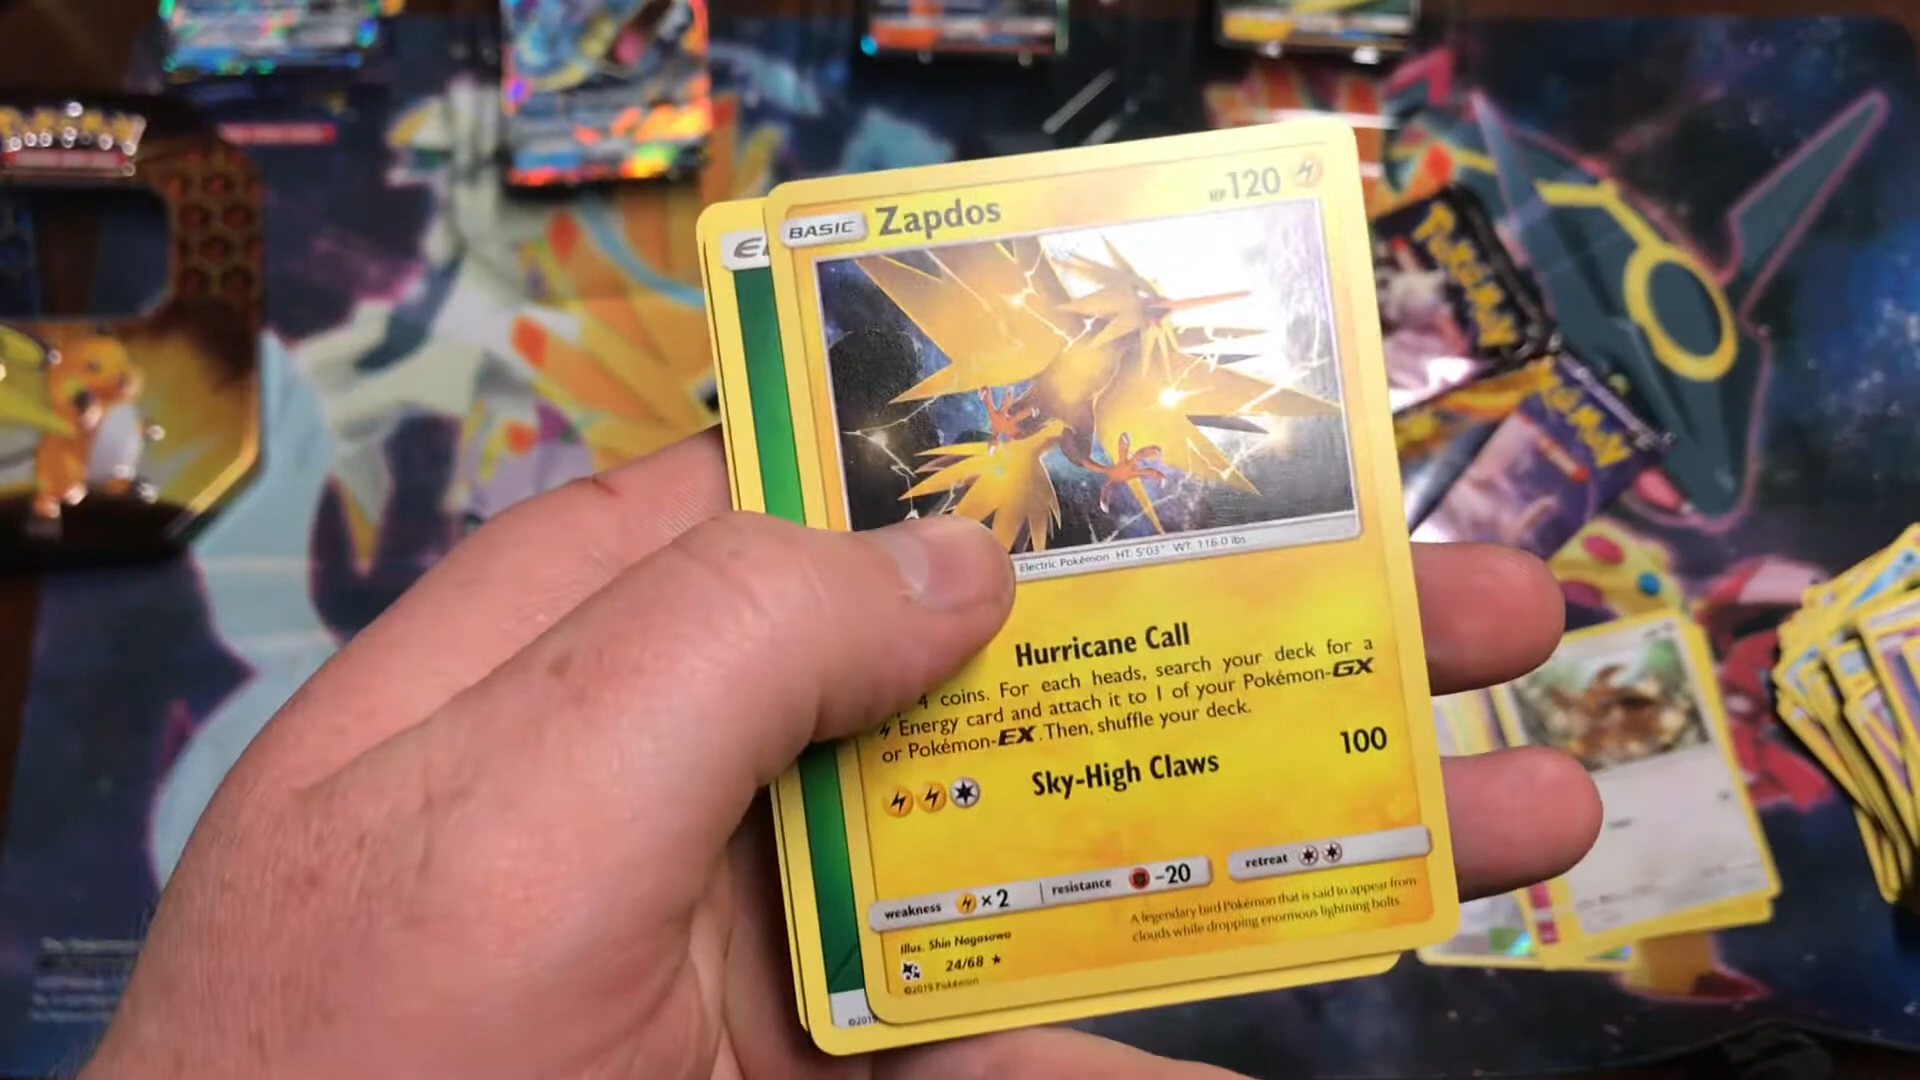 BASIC Zapdos HP 120
Electric Pokémon HT: 5'03" WT: 116.0 lbs.
Hurricane Call
4 coins. For each heads, search your deck for a
Energy card and attach it to 1 of your Pokémon-GX
or Pokémon-EX. Then, shuffle your deck.
Sky-High Claws 100
weakness ×2 resistance -20 retreat
A legendary bird Pokémon that is said to appear from
clouds while dropping enormous lightning bolts.
Illus. Shin Nagasawa
24/68
©2019 Pokémon
©2019
Pokémon
Pokémon